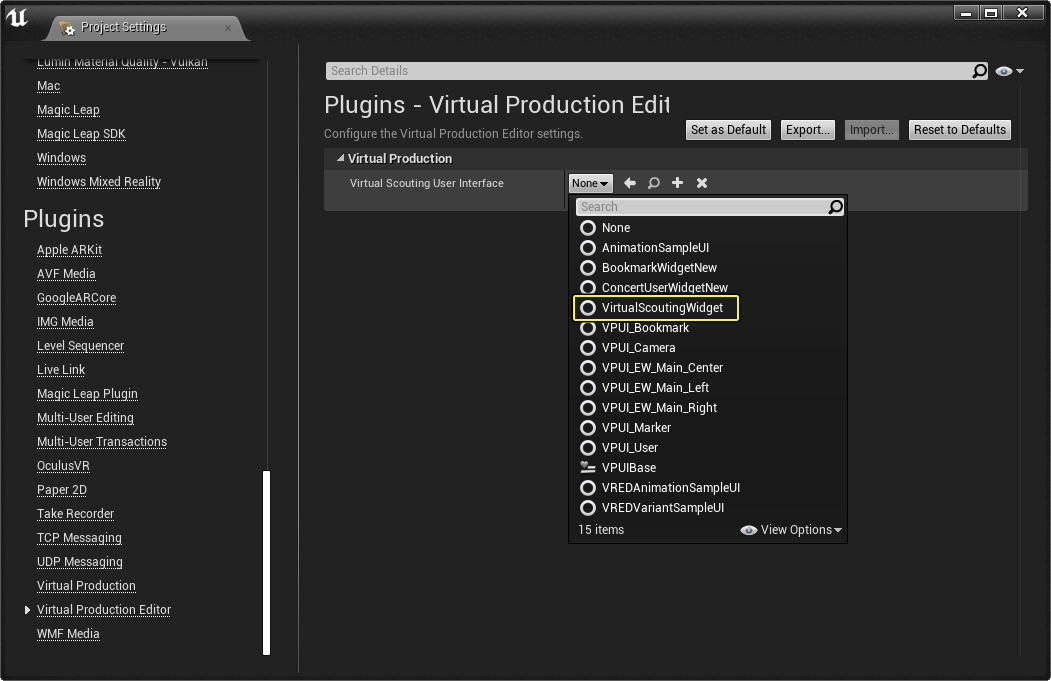 Project Settings
Lumin Material Quality - Vulkan
Mac
Magic Leap
Magic Leap SDK
Windows
Windows Mixed Reality
Plugins
Apple ARKit
AVF Media
GoogleARCore
IMG Media
Level Sequencer
Live Link
Magic Leap Plugin
Multi-User Editing
Multi-User Transactions
OculusVR
Paper 2D
Take Recorder
TCP Messaging
UDP Messaging
Virtual Production
Virtual Production Editor
WMF Media
Search Details
Plugins - Virtual Production Edit
Configure the Virtual Production Editor settings.
Set as Default
Export...
Import...
Reset to Defaults
Virtual Production
Virtual Scouting User Interface
None
Search
None
AnimationSampleUI
BookmarkWidgetNew
ConcertUserWidgetNew
VirtualScoutingWidget
VPUI_Bookmark
VPUI_Camera
VPUI_EW_Main_Center
VPUI_EW_Main_Left
VPUI_EW_Main_Right
VPUI_Marker
VPUI_User
VPUIBase
VREDAnimationSampleUI
VREDVariantSampleUI
15 items
View Options